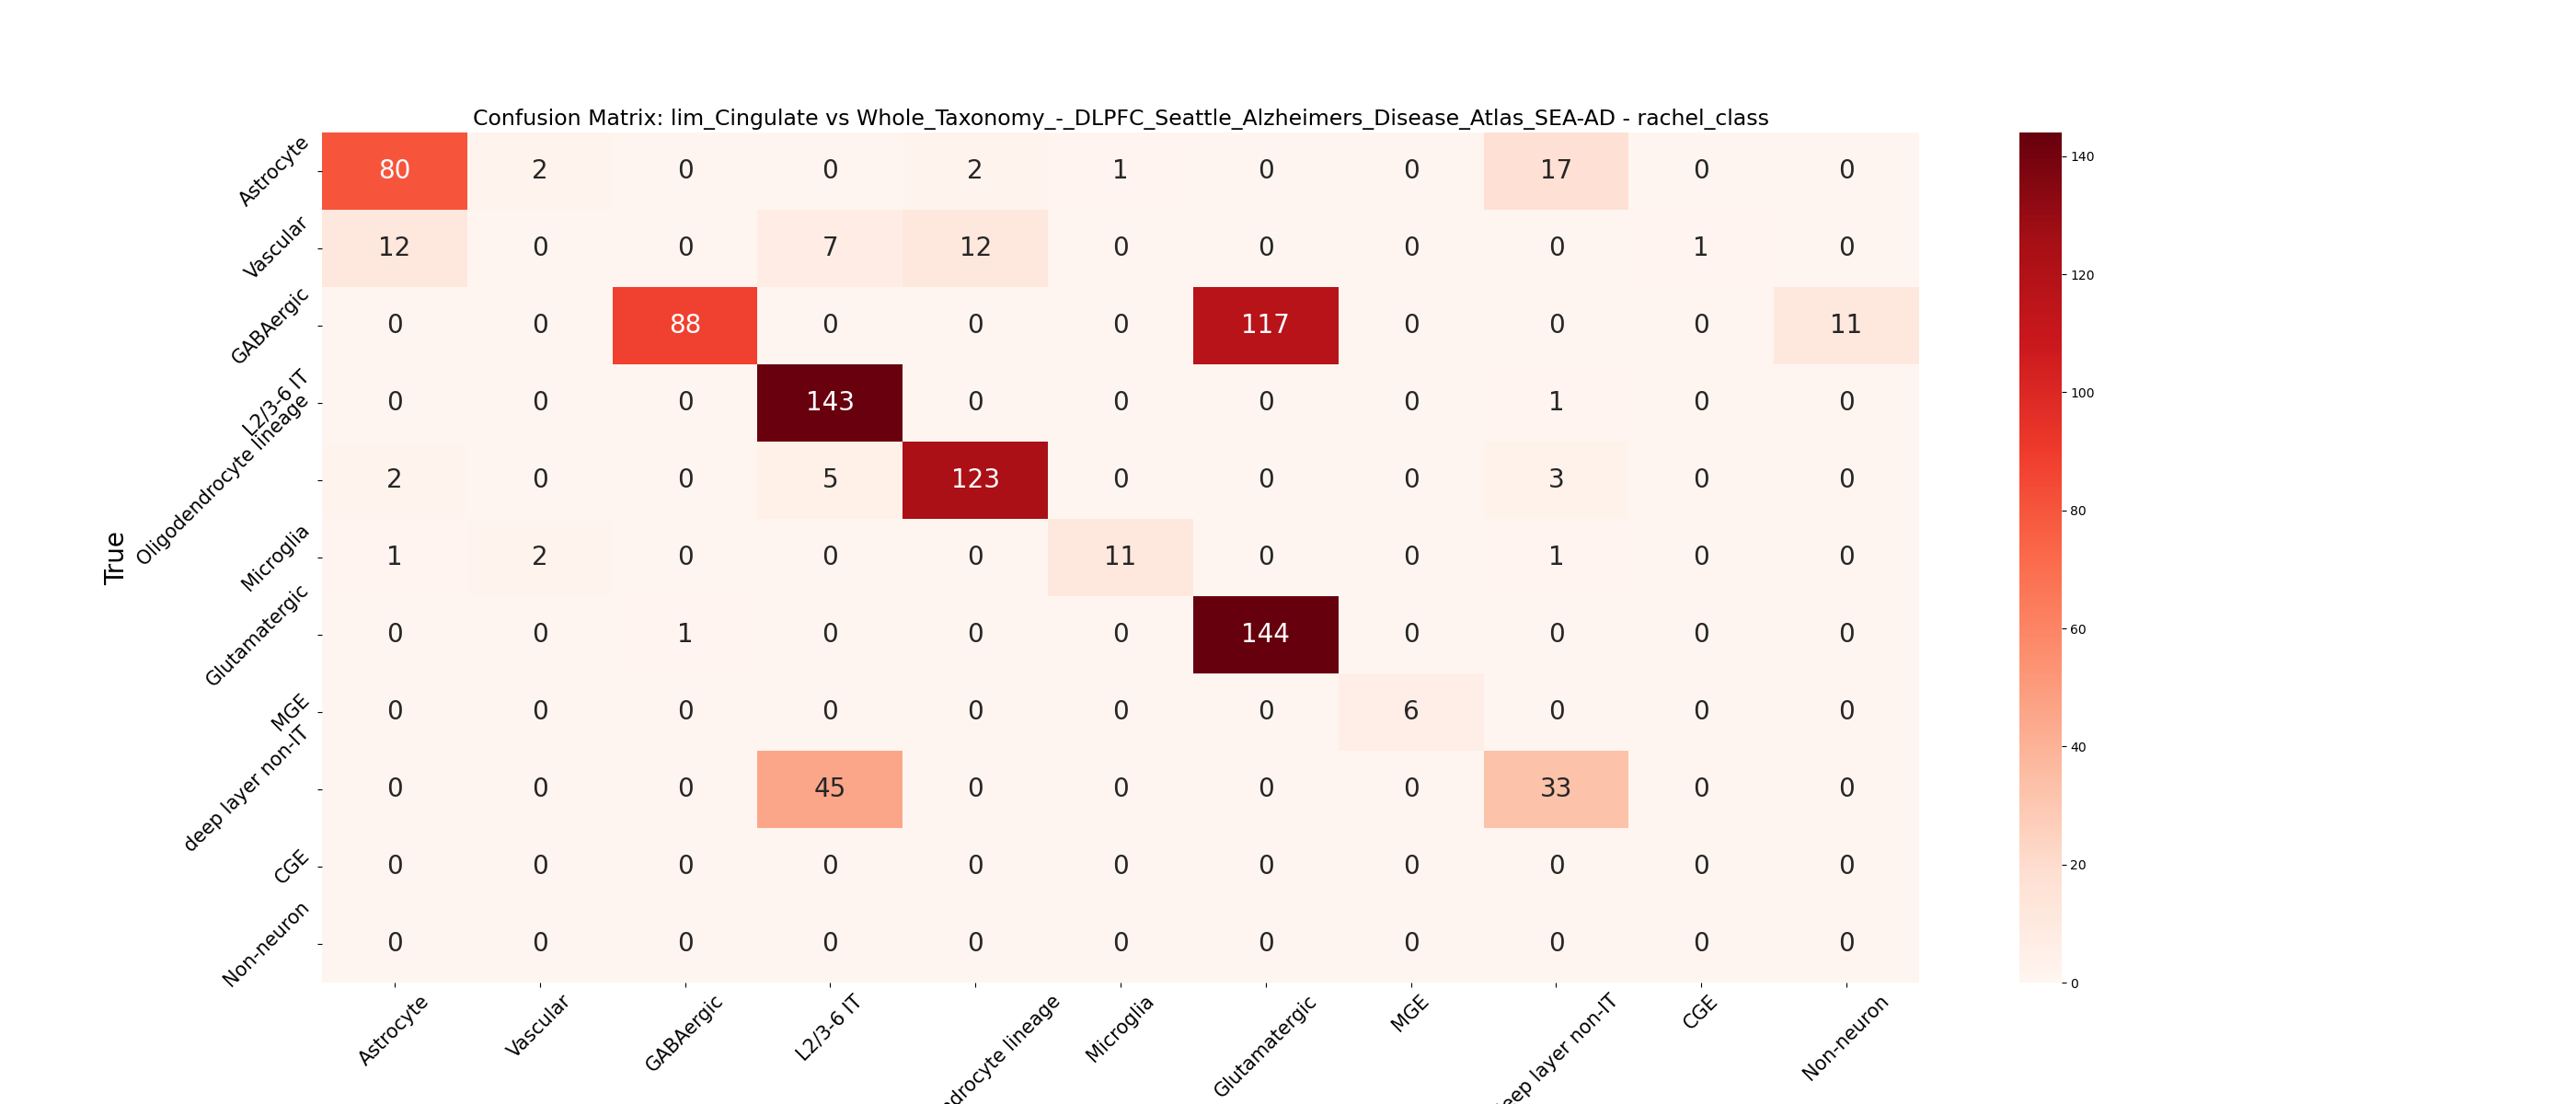 Confusion Matrix: lim_Cingulate vs Whole_Taxonomy_-_DLPFC_Seattle_Alzheimers_Disease_Atlas_SEA-AD - rachel_class
True
Astrocyte 80 2 0 0 2 1 0 0 17 0 0
Vascular 12 0 0 7 12 0 0 0 0 1 0
GABAergic 0 0 88 0 0 0 117 0 0 0 11
L2/3-6 IT 0 0 0 143 0 0 0 0 1 0 0
Oligodendrocyte lineage 2 0 0 5 123 0 0 0 3 0 0
Microglia 1 2 0 0 0 11 0 0 1 0 0
Glutamatergic 0 0 1 0 0 0 144 0 0 0 0
MGE 0 0 0 0 0 0 0 6 0 0 0
deep layer non-IT 0 0 0 45 0 0 0 0 33 0 0
CGE 0 0 0 0 0 0 0 0 0 0 0
Non-neuron 0 0 0 0 0 0 0 0 0 0 0
Astrocyte
Vascular
GABAergic
L2/3-6 IT
drocyte lineage
Microglia
Glutamatergic
MGE
eep layer non-IT
CGE
Non-neuron
140
120
100
80
60
40
20
0